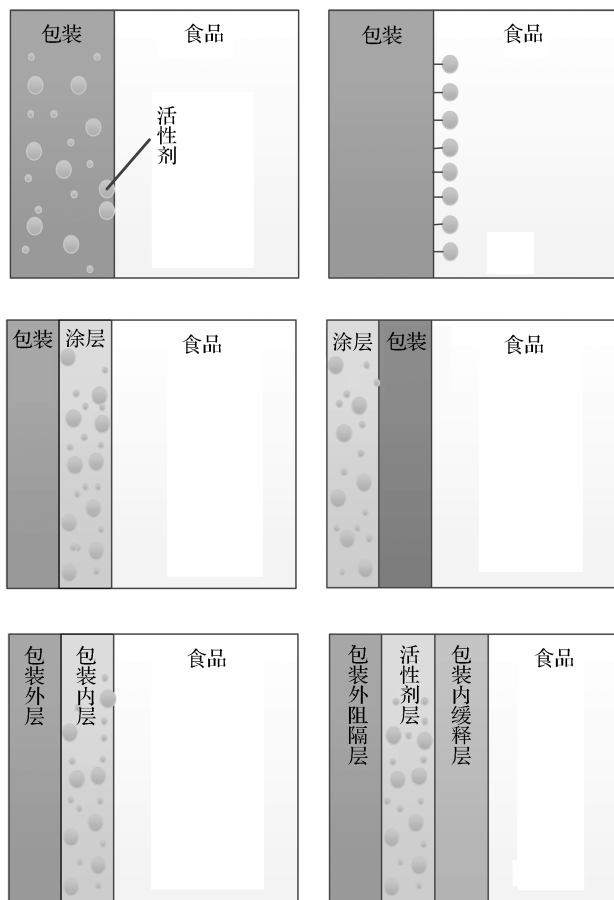 包装
食品
活性剂
包装
食品
包装
涂层
食品
涂层
包装
食品
包装外层
包装内层
食品
包装外阻隔层
活性剂层
包装内缓释层
食品